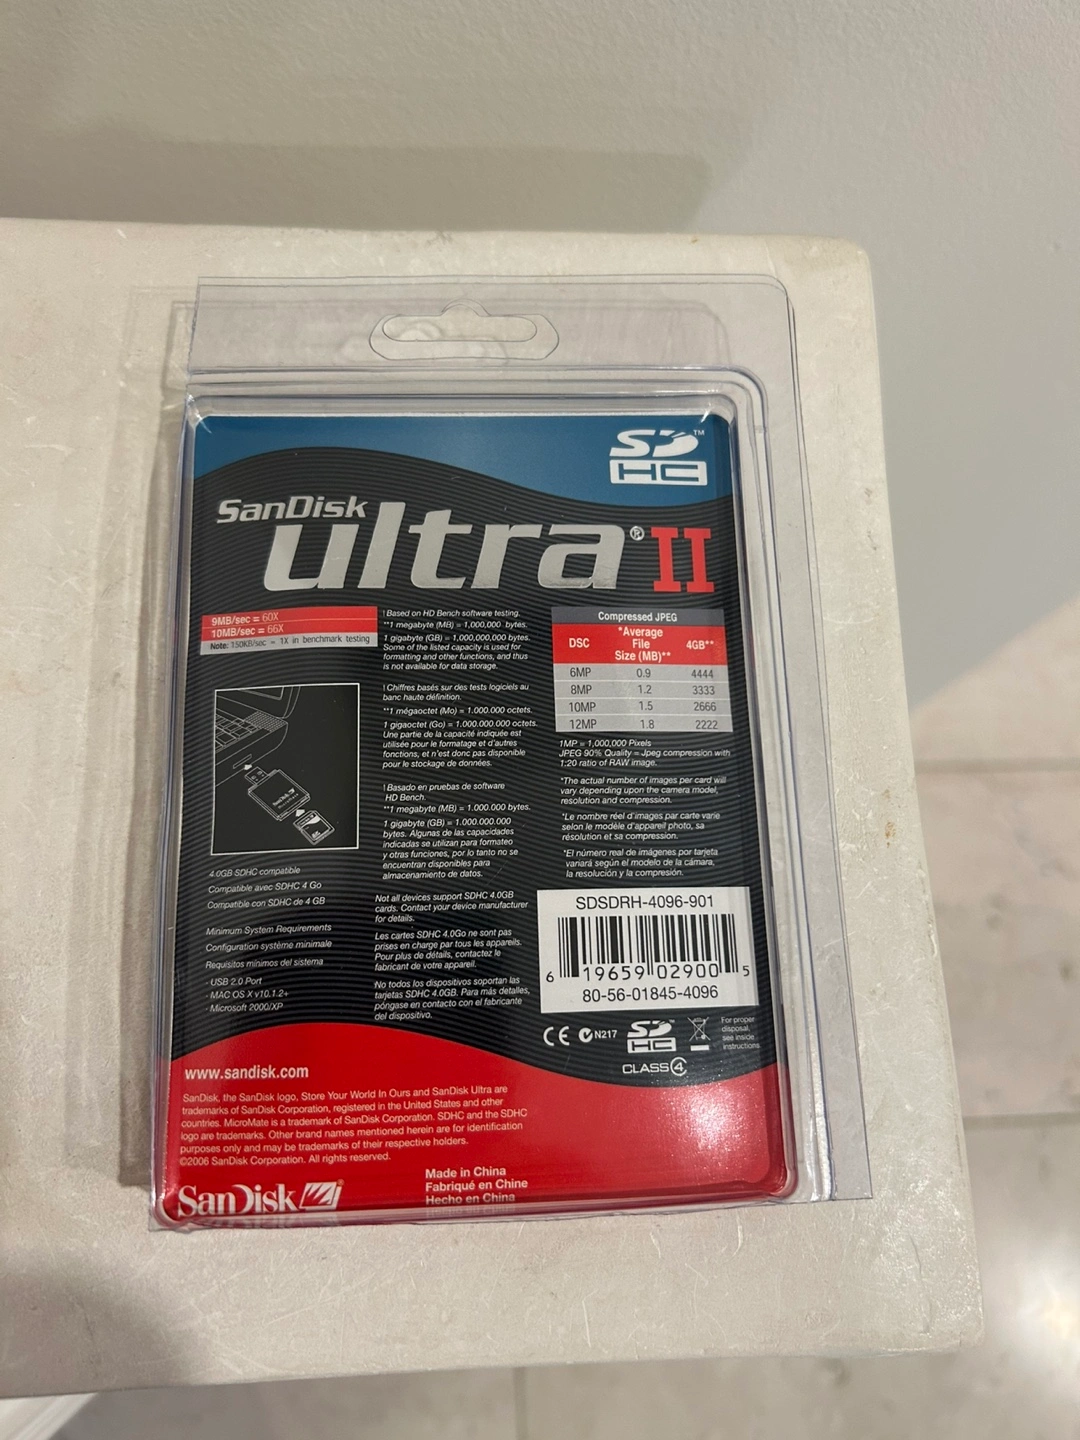 SD™
HC
SanDisk
ultra® II
9MB/sec = 60X
10MB/sec = 66X
Note: 150KB/sec = 1X in benchmark testing
4.0GB SDHC compatible
Compatible avec SDHC 4 Go
Compatible con SDHC de 4 GB
Minimum System Requirements
Configuration système minimale
Requisitos mínimos del sistema
· USB 2.0 Port
· MAC OS X v10.1.2+
· Microsoft 2000/XP
! Based on HD Bench software testing.
**1 megabyte (MB) = 1,000,000 bytes.
1 gigabyte (GB) = 1,000,000,000 bytes.
Some of the listed capacity is used for
formatting and other functions, and thus
is not available for data storage.
! Chiffres basés sur des tests logiciels au
banc haute définition.
**1 mégaoctet (Mo) = 1.000.000 octets.
1 gigaoctet (Go) = 1.000.000.000 octets.
Une partie de la capacité indiquée est
utilisée pour le formatage et d'autres
fonctions, et n'est donc pas disponible
pour le stockage de données.
! Basado en pruebas de software
HD Bench.
**1 megabyte (MB) = 1.000.000 bytes.
1 gigabyte (GB) = 1.000.000.000
bytes. Algunas de las capacidades
indicadas se utilizan para formateo
y otras funciones, por lo tanto no se
encuentran disponibles para
almacenamiento de datos.
Not all devices support SDHC 4.0GB
cards. Contact your device manufacturer
for details.
Les cartes SDHC 4.0Go ne sont pas
prises en charge par tous les appareils.
Pour plus de détails, contactez le
fabricant de votre appareil.
No todos los dispositivos soportan las
tarjetas SDHC 4.0GB. Para más detalles,
póngase en contacto con el fabricante
del dispositivo.
Compressed JPEG
DSC *Average File Size (MB)** 4GB**
6MP 0.9 4444
8MP 1.2 3333
10MP 1.5 2666
12MP 1.8 2222
1MP = 1,000,000 Pixels
JPEG 90% Quality = Jpeg compression with
1:20 ratio of RAW image.
*The actual number of images per card will
vary depending upon the camera model,
resolution and compression.
*Le nombre réel d'images par carte varie
selon le modèle d'appareil photo, sa
résolution et sa compression.
*El número real de imágenes por tarjeta
variará según el modelo de la cámara,
la resolución y la compresión.
SDSDRH-4096-901
6 19659 02900 5
80-56-01845-4096
CE N217 SD HC
CLASS 4
For proper
disposal,
see inside
instructions.
www.sandisk.com
SanDisk, the SanDisk logo, Store Your World In Ours and SanDisk Ultra are
trademarks of SanDisk Corporation, registered in the United States and other
countries. MicroMate is a trademark of SanDisk Corporation. SDHC and the SDHC
logo are trademarks. Other brand names mentioned herein are for identification
purposes only and may be trademarks of their respective holders.
©2006 SanDisk Corporation. All rights reserved.
SanDisk
Made in China
Fabriqué en Chine
Hecho en China